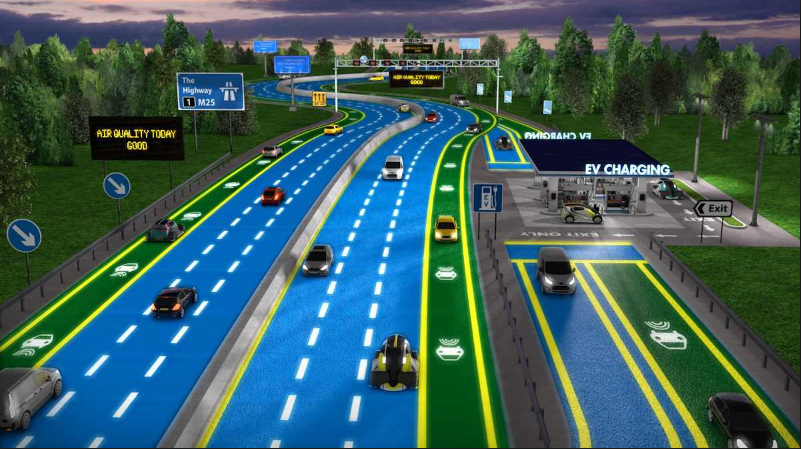 AIR QUALITY TODAY
GOOD
The
Highway
1 M25
AIR QUALITY TODAY
GOOD
EV CHARGING
EV CHARGING
EV
Exit
EXIT ONLY